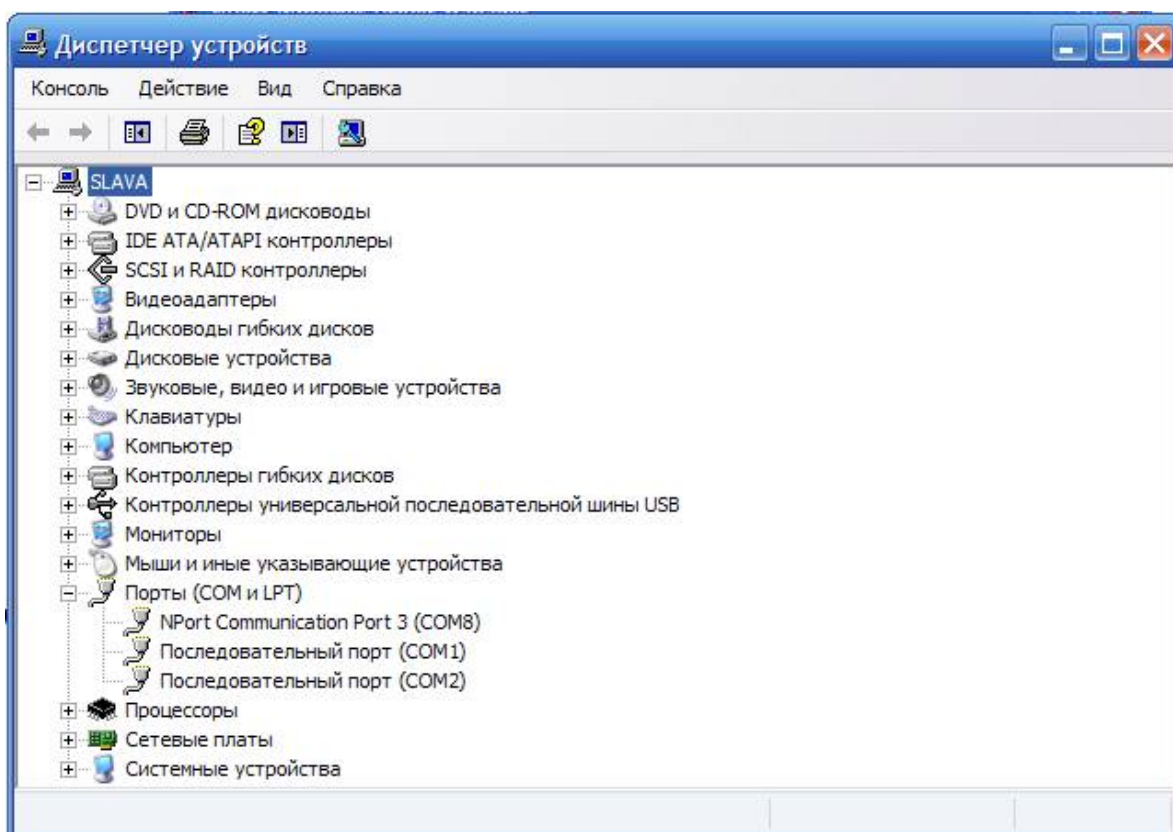 Диспетчер устройств
Консоль Действие Вид Справка
SLAVA
DVD и CD-ROM дисководы
IDE ATA/ATAPI контроллеры
SCSI и RAID контроллеры
Видеоадаптеры
Дисководы гибких дисков
Дисковые устройства
Звуковые, видео и игровые устройства
Клавиатуры
Компьютер
Контроллеры гибких дисков
Контроллеры универсальной последовательной шины USB
Мониторы
Мыши и иные указывающие устройства
Порты (COM и LPT)
NPort Communication Port 3 (COM8)
Последовательный порт (COM1)
Последовательный порт (COM2)
Процессоры
Сетевые платы
Системные устройства